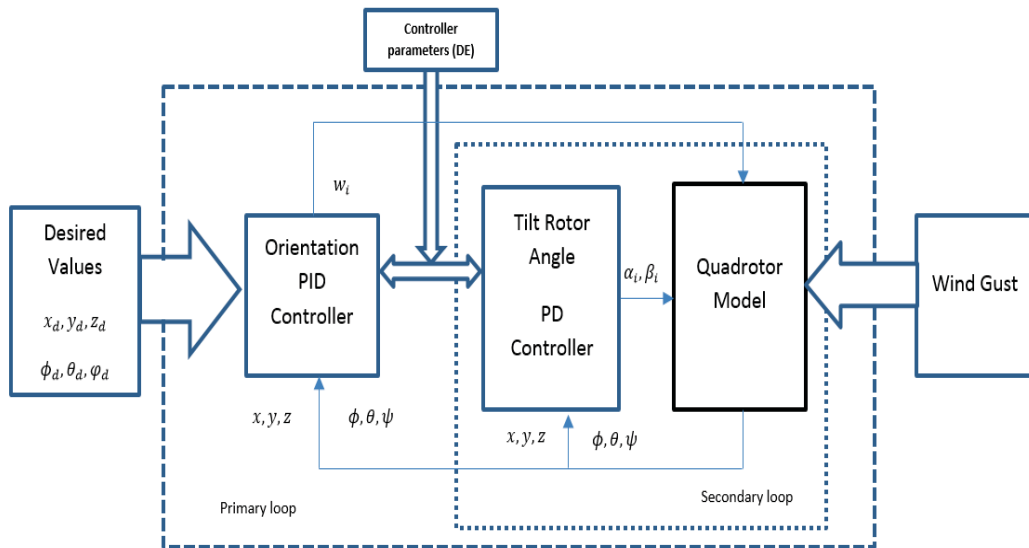 Controller
parameters (DE)
w_i
Desired
Values
x_d, y_d, z_d
ϕ_d, θ_d, φ_d
Orientation
PID
Controller
Tilt Rotor
Angle
PD
Controller
α_i, β_i
Quadrotor
Model
Wind Gust
x, y, z
ϕ, θ, ψ
x, y, z
ϕ, θ, ψ
Primary loop
Secondary loop